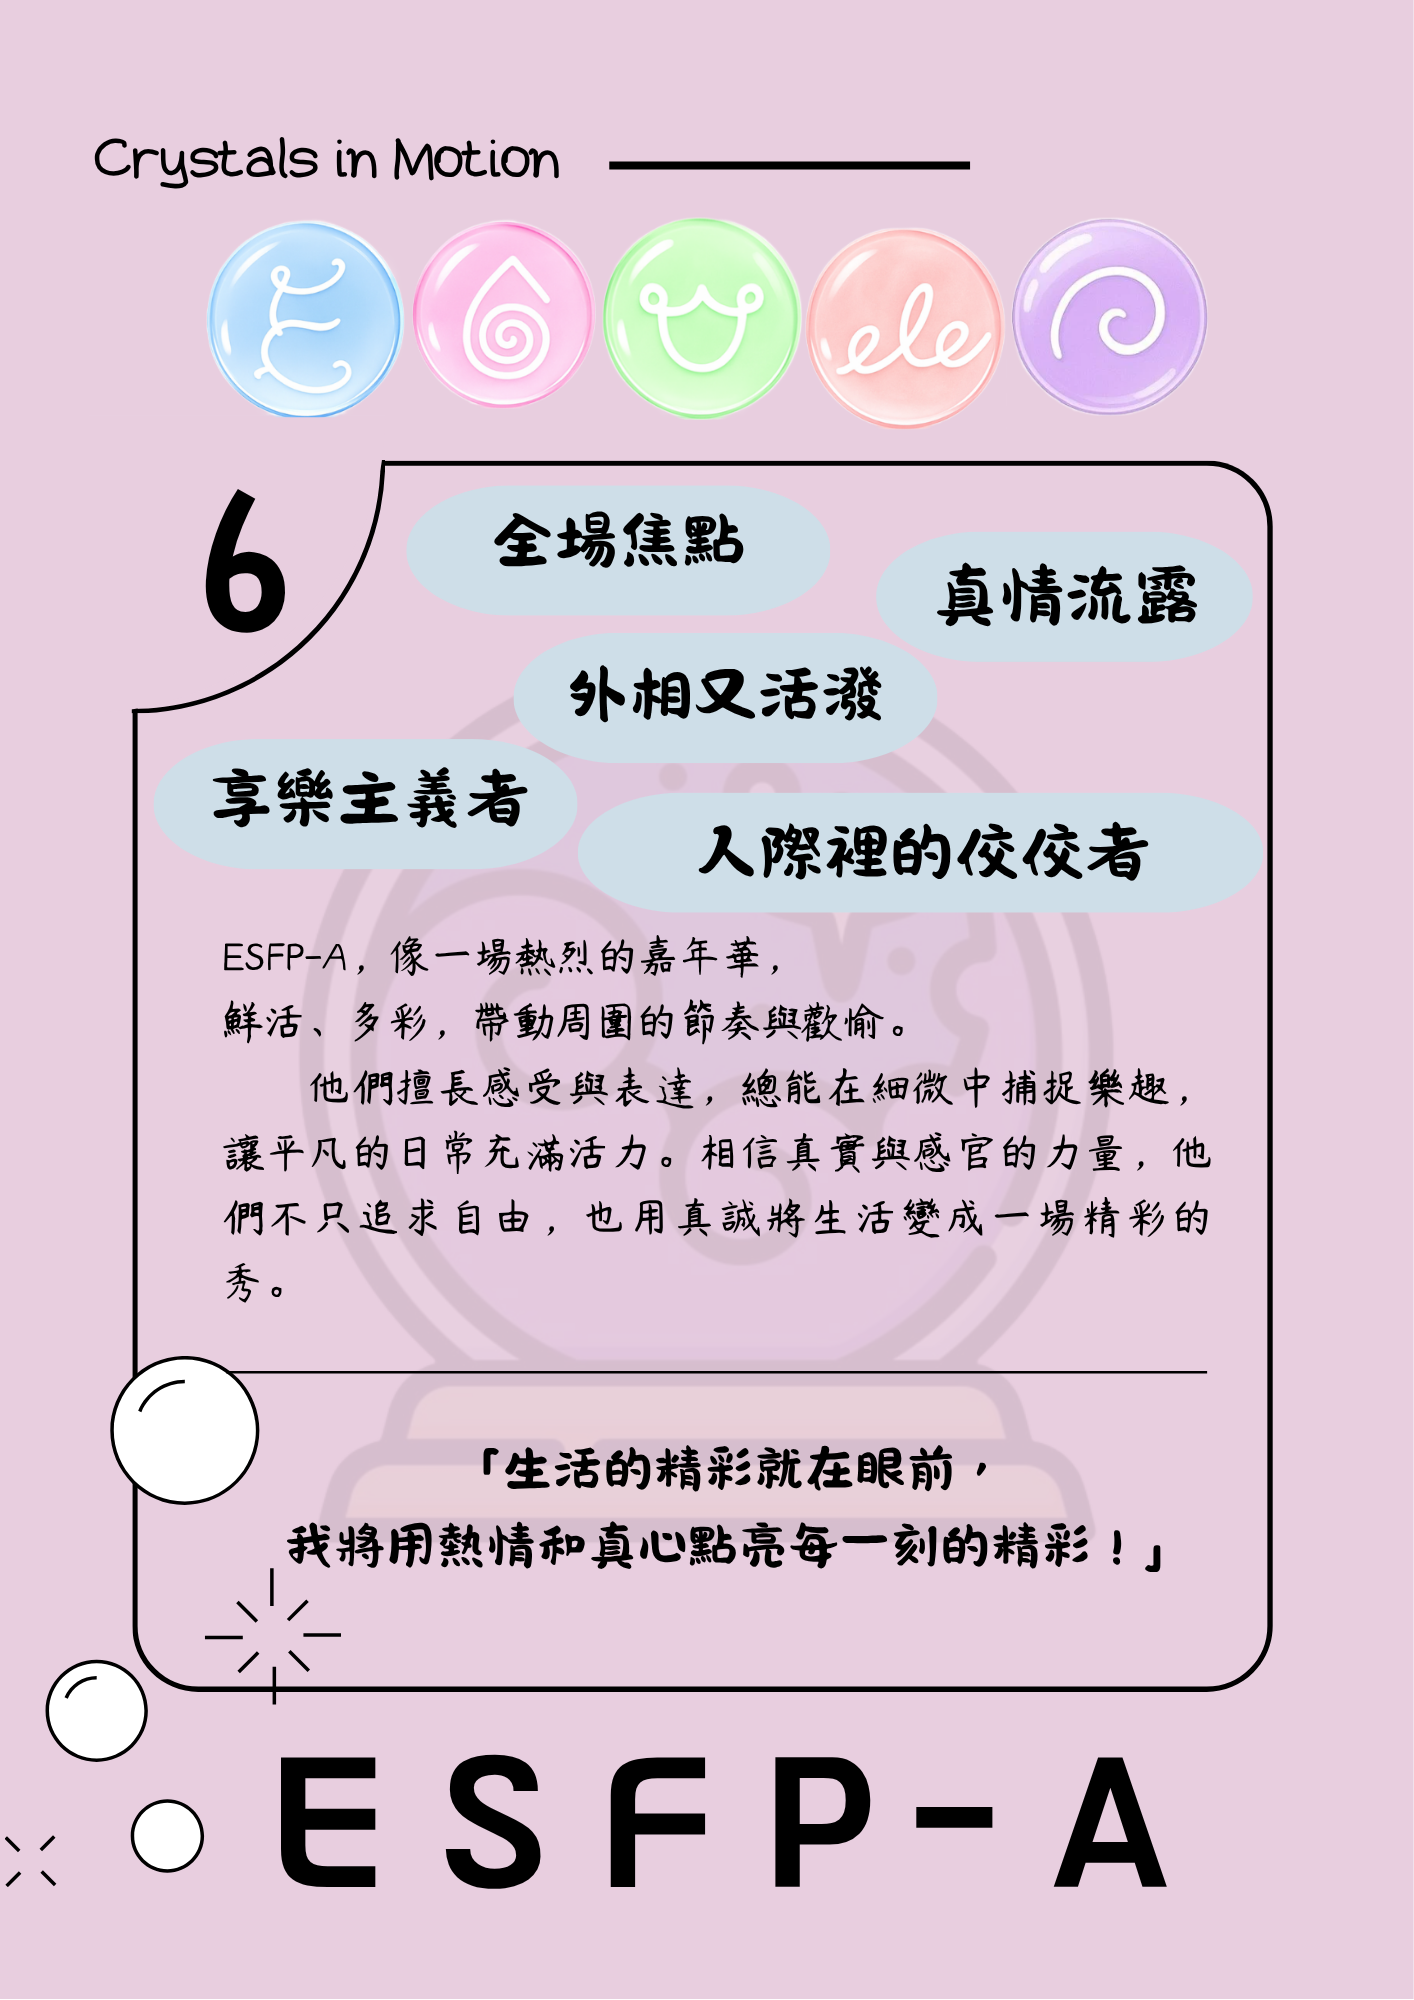 Crystals in Motion
ele
6
全場焦點
真情流露
外相又活潑
享樂主義者
人際裡的佼佼者
ESFP-A，像一場熱烈的嘉年華，
鮮活、多彩，帶動周圍的節奏與歡愉。
他們擅長感受與表達，總能在細微中捕捉樂趣，
讓平凡的日常充滿活力。相信真實與感官的力量，他
們不只追求自由，也用真誠將生活變成一場精彩的
秀。
「生活的精彩就在眼前，
我將用熱情和真心點亮每一刻的精彩！」
ESFP-A